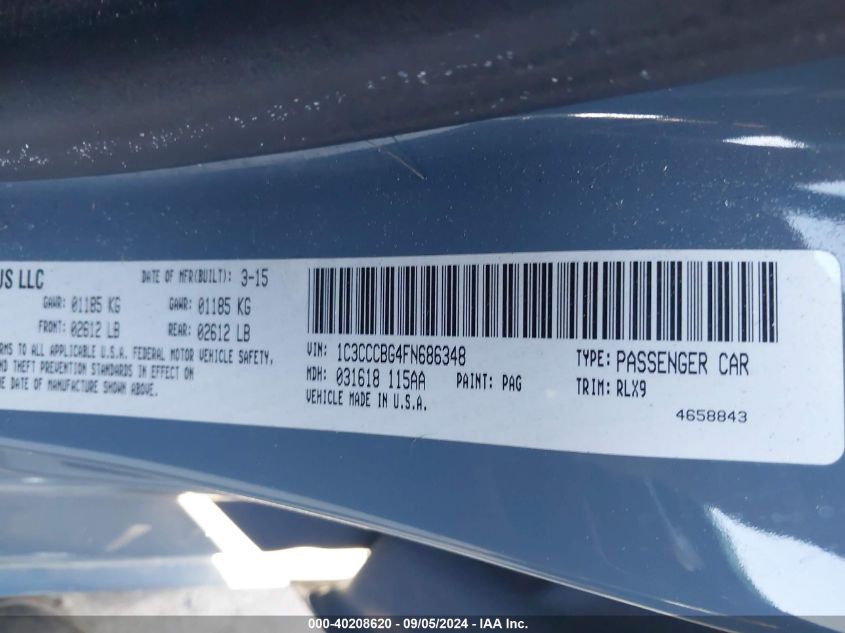 US LLC
DATE OF MFR(BUILT): 3-15
GAWR: 01185 KG GAWR: 01185 KG
FRONT: 02612 LB REAR: 02612 LB
TO ALL APPLICABLE U.S.A. FEDERAL MOTOR VEHICLE SAFETY,
THEFT PREVENTION STANDARDS IN EFFECT ON
DATE OF MANUFACTURE SHOWN ABOVE.
VIN: 1C3CCCBG4FN686348
TYPE: PASSENGER CAR
MDH: 031618 115AA PAINT: PAG
TRIM: RLX9
VEHICLE MADE IN U.S.A.
4658843
000-40208620 - 09/05/2024 - IAA Inc.